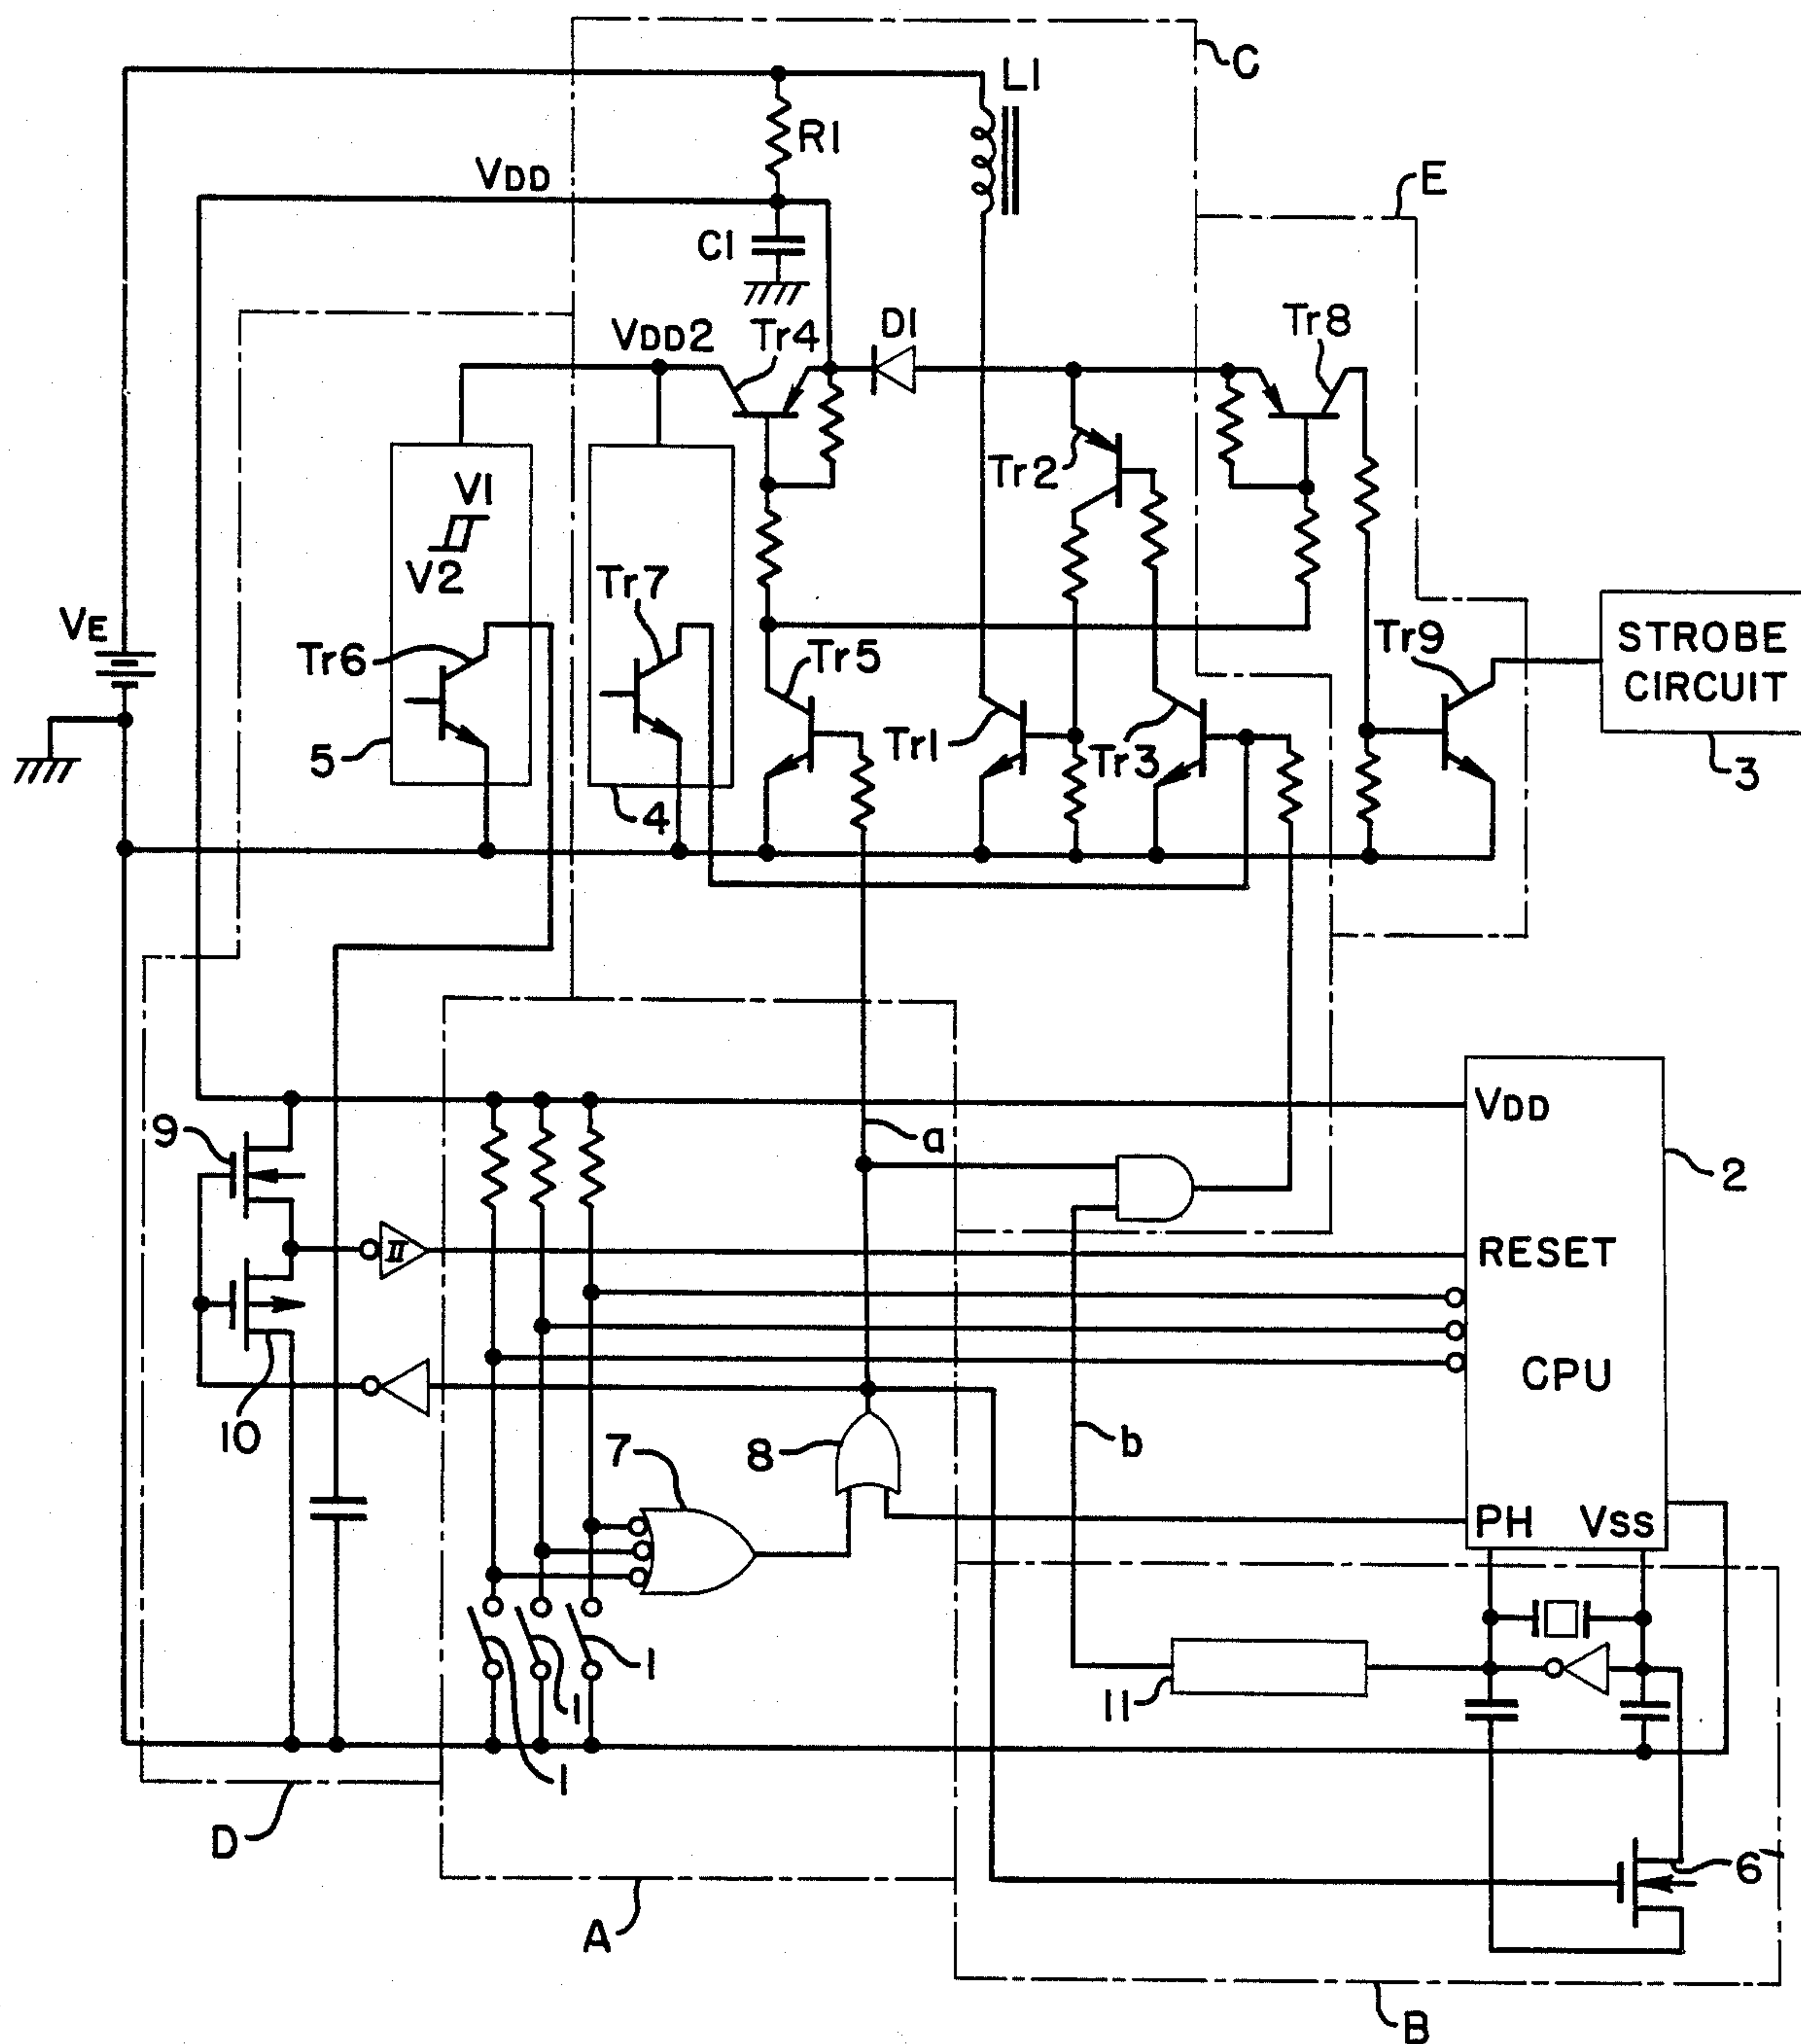 C
L1
R1
VDD
E
C1
VDD2
Tr4
D1
Tr8
V1
V2
Tr2
Tr7
VE
Tr6
Tr5
Tr9
STROBE
CIRCUIT
Tr1
Tr3
5
4
3
VDD
9
a
2
II
RESET
CPU
10
7
8
b
PH
VSS
1
1
11
1
D
6
A
B